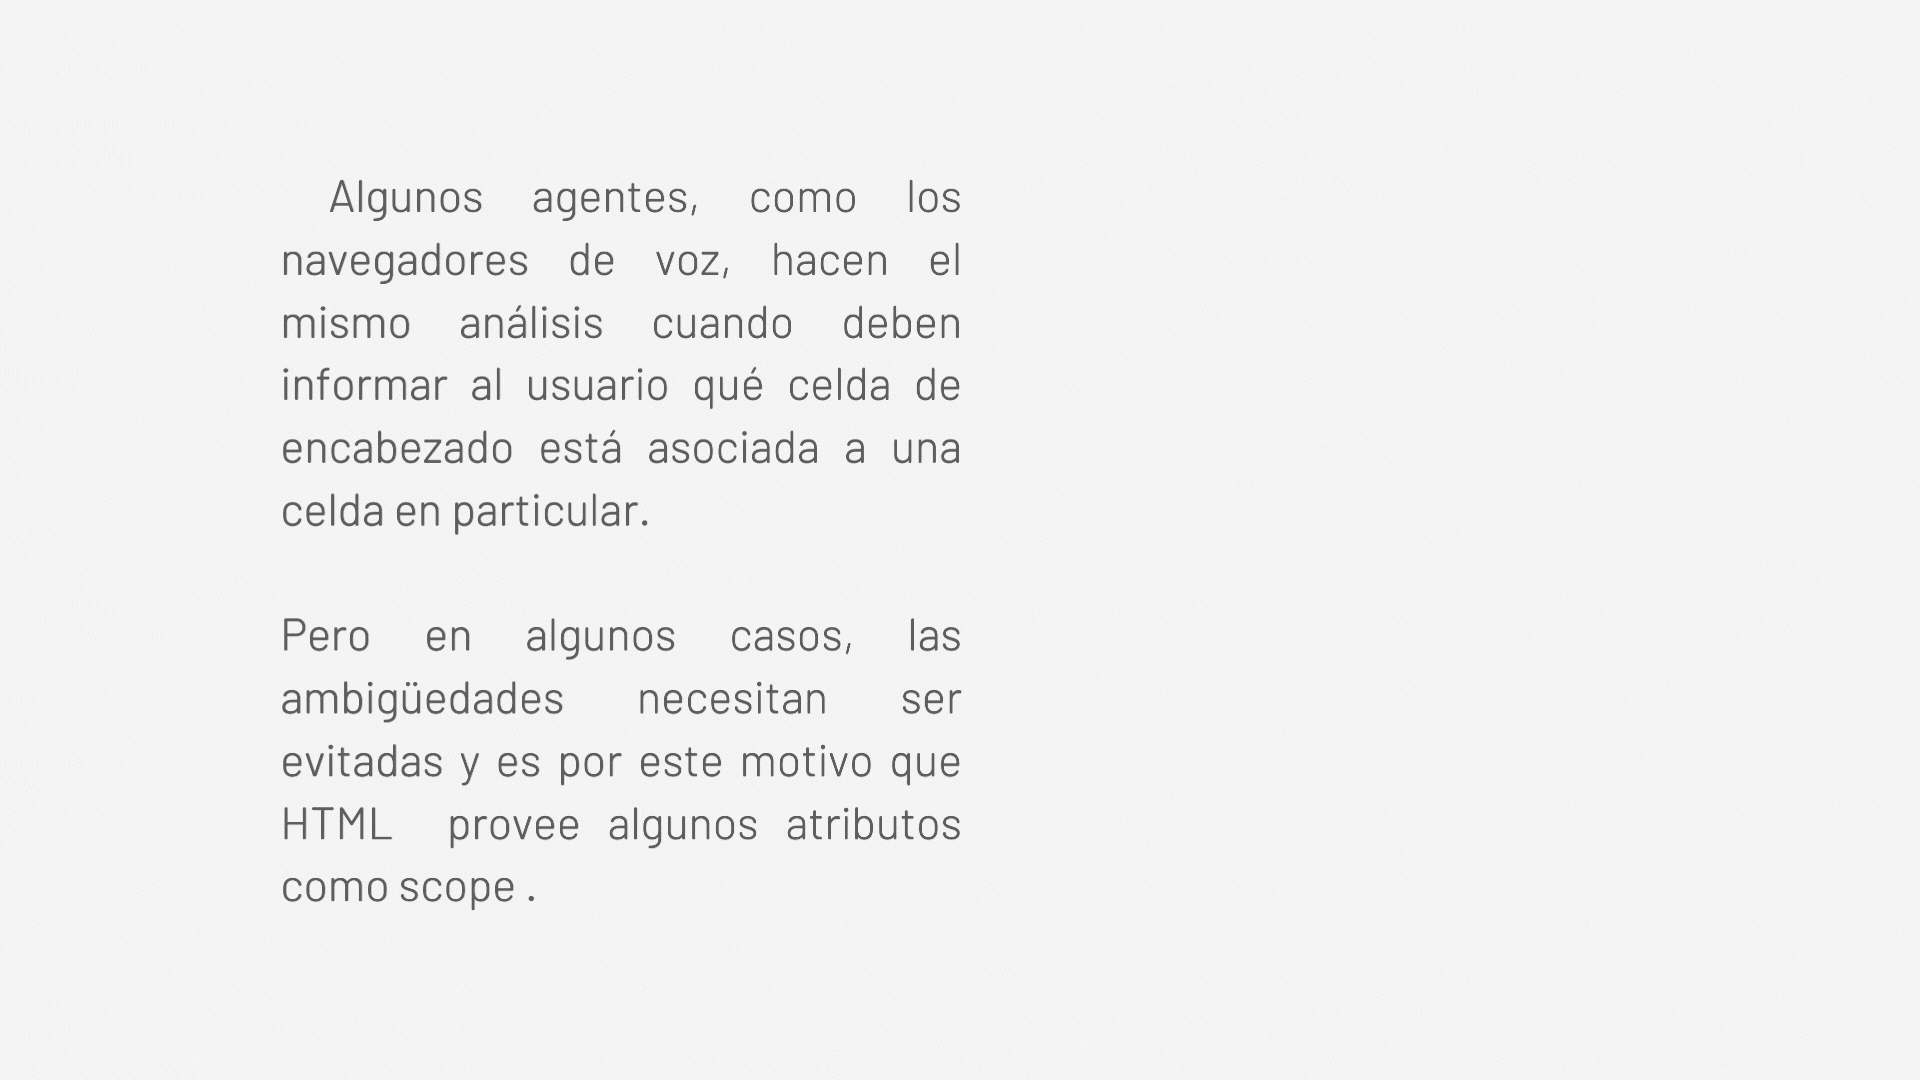 Algunos agentes, como los
navegadores de voz, hacen el
mismo análisis cuando deben
informar al usuario qué celda de
encabezado está asociada a una
celda en particular.
Pero en algunos casos, las
ambigüedades necesitan ser
evitadas y es por este motivo que
HTML provee algunos atributos
como scope .